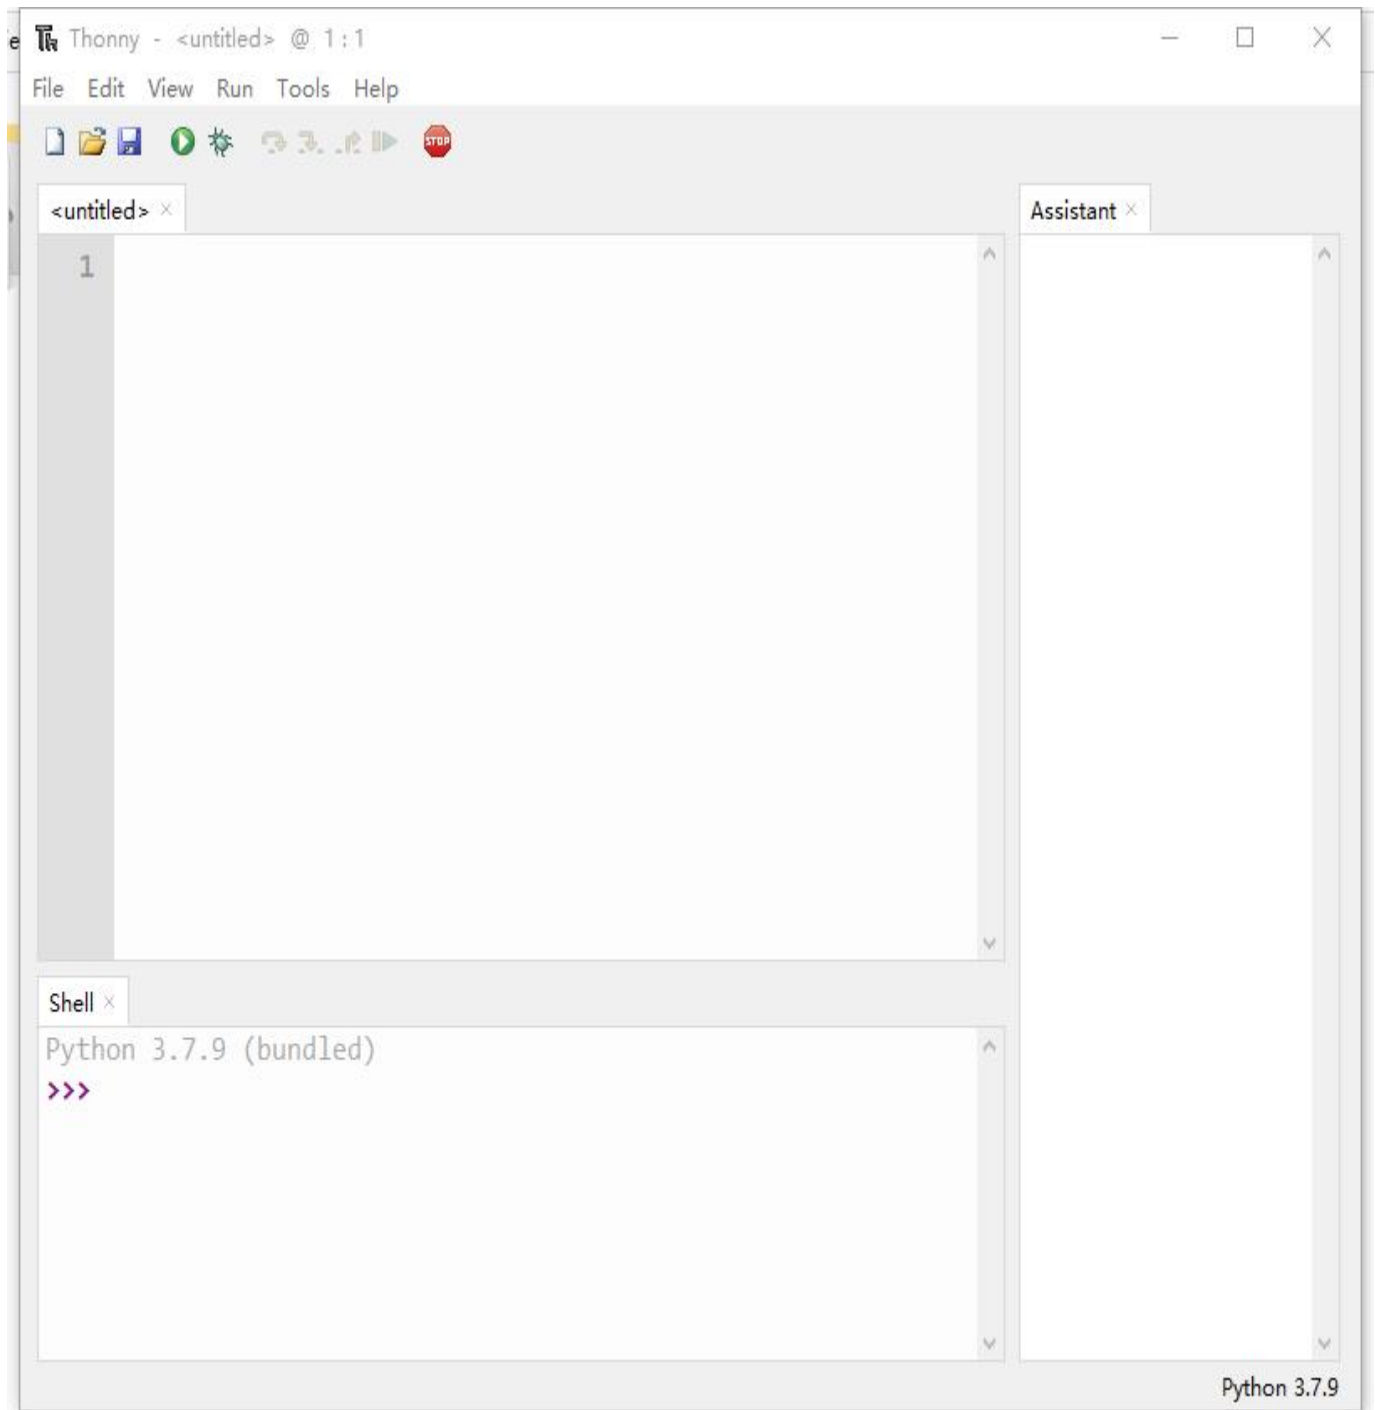 Thonny - <untitled> @ 1:1
File Edit View Run Tools Help
STOP
<untitled>
Assistant
1
Shell
Python 3.7.9 (bundled)
>>>
Python 3.7.9